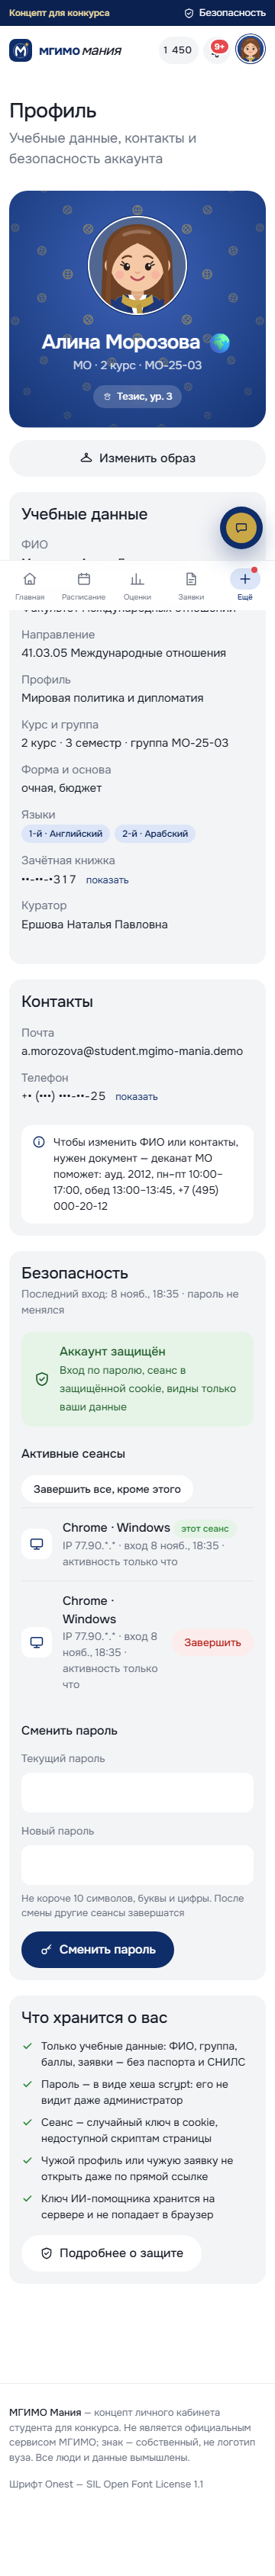 Концепт для конкурса
Безопасность
мгимо мания
1 450
9+
Профиль
Учебные данные, контакты и
безопасность аккаунта
Алина Морозова
МО · 2 курс · МО-25-03
Тезис, ур. 3
Изменить образ
Учебные данные
ФИО
Главная
Расписание
Оценки
Заявки
Ещё
Направление
41.03.05 Международные отношения
Профиль
Мировая политика и дипломатия
Курс и группа
2 курс · 3 семестр · группа МО-25-03
Форма и основа
очная, бюджет
Языки
1-й · Английский
2-й · Арабский
Зачётная книжка
••-••-•317 показать
Куратор
Ершова Наталья Павловна
Контакты
Почта
a.morozova@student.mgimo-mania.demo
Телефон
+• (•••) •••-••-25 показать
Чтобы изменить ФИО или контакты,
нужен документ — деканат МО
поможет: ауд. 2012, пн–пт 10:00–
17:00, обед 13:00–13:45, +7 (495)
000-20-12
Безопасность
Последний вход: 8 нояб., 18:35 · пароль не
менялся
Аккаунт защищён
Вход по паролю, сеанс в
защищённой cookie, видны только
ваши данные
Активные сеансы
Завершить все, кроме этого
Chrome · Windows этот сеанс
IP 77.90.*.* · вход 8 нояб., 18:35 ·
активность только что
Chrome ·
Windows
IP 77.90.*.* · вход 8
нояб., 18:35 ·
активность только
что
Завершить
Сменить пароль
Текущий пароль
Новый пароль
Не короче 10 символов, буквы и цифры. После
смены другие сеансы завершатся
Сменить пароль
Что хранится о вас
Только учебные данные: ФИО, группа,
баллы, заявки — без паспорта и СНИЛС
Пароль — в виде хеша scrypt: его не
видит даже администратор
Сеанс — случайный ключ в cookie,
недоступной скриптам страницы
Чужой профиль или чужую заявку не
открыть даже по прямой ссылке
Ключ ИИ-помощника хранится на
сервере и не попадает в браузер
Подробнее о защите
МГИМО Мания — концепт личного кабинета
студента для конкурса. Не является официальным
сервисом МГИМО; знак — собственный, не логотип
вуза. Все люди и данные вымышлены.
Шрифт Onest — SIL Open Font License 1.1